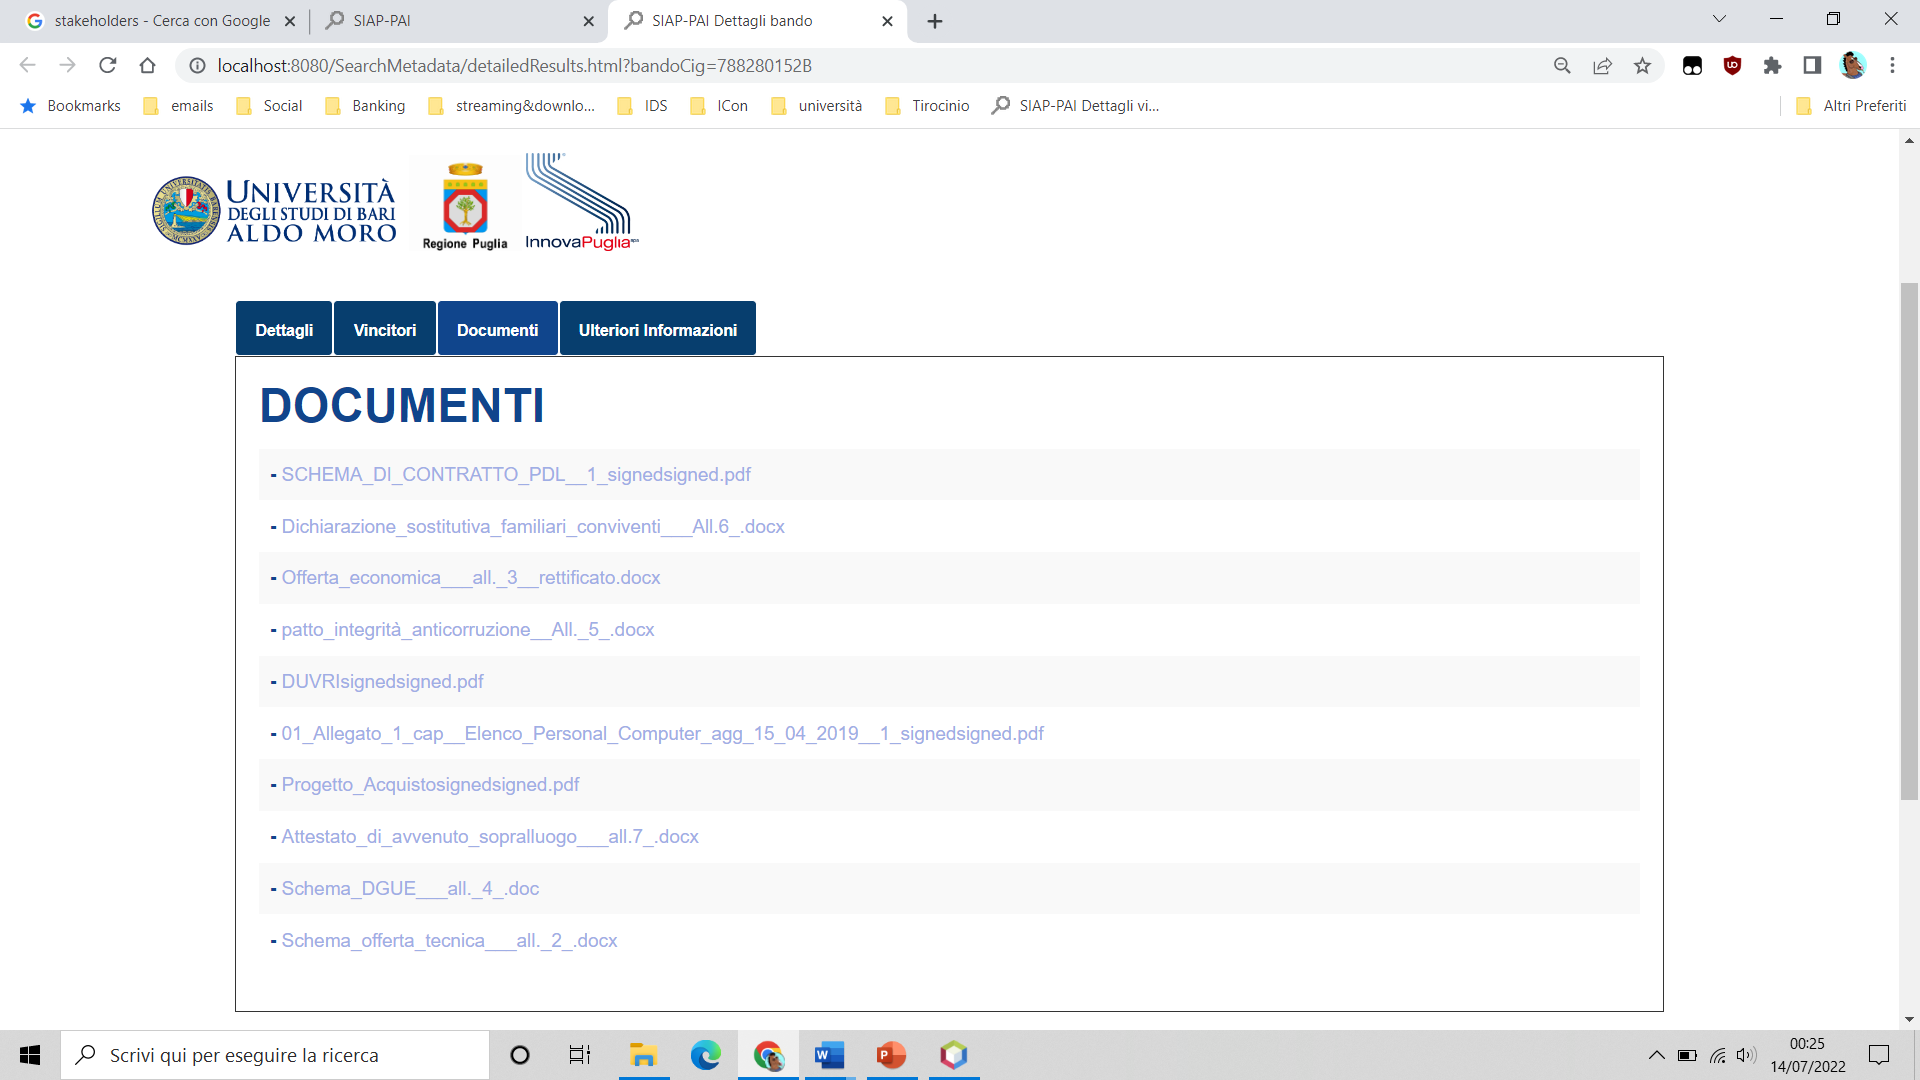 stakeholders - Cerca con Google
SIAP-PAI
SIAP-PAI Dettagli bando
localhost:8080/SearchMetadata/detailedResults.html?bandoCig=788280152B
Bookmarks
emails
Social
Banking
streaming&downlo...
IDS
ICon
università
Tirocinio
SIAP-PAI Dettagli vi...
Altri Preferiti
UNIVERSITÀ
DEGLI STUDI DI BARI
ALDO MORO
Regione Puglia
InnovaPuglia
Dettagli
Vincitori
Documenti
Ulteriori Informazioni
DOCUMENTI
- SCHEMA_DI_CONTRATTO_PDL__1_signedsigned.pdf
- Dichiarazione_sostitutiva_familiari_conviventi___All.6_.docx
- Offerta_economica___all._3__rettificato.docx
- patto_integrità_anticorruzione__All._5_.docx
- DUVRIsignedsigned.pdf
- 01_Allegato_1_cap__Elenco_Personal_Computer_agg_15_04_2019__1_signedsigned.pdf
- Progetto_Acquistosignedsigned.pdf
- Attestato_di_avvenuto_sopralluogo___all.7_.docx
- Schema_DGUE___all._4_.doc
- Schema_offerta_tecnica___all._2_.docx
Scrivi qui per eseguire la ricerca
00:25
14/07/2022